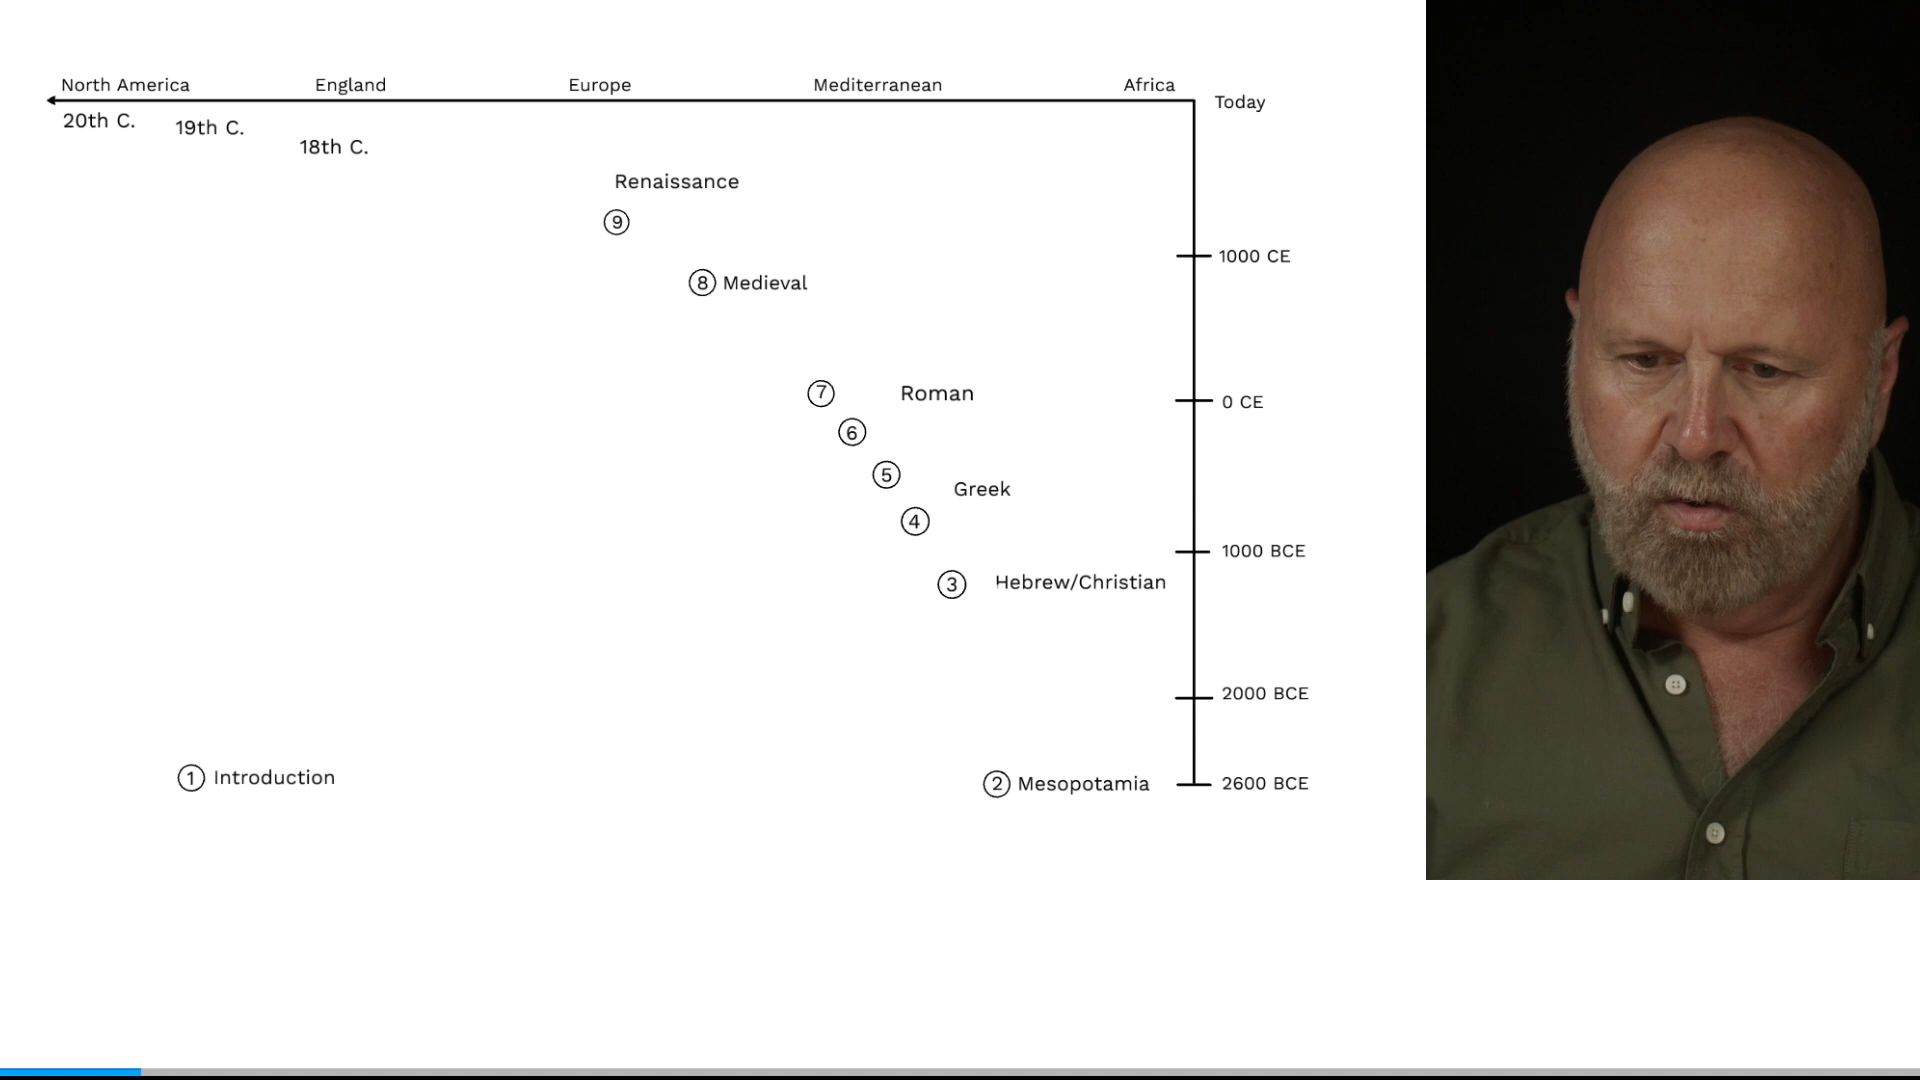 North America England Europe Mediterranean Africa
Today
20th C. 19th C.
18th C.
Renaissance
9
1000 CE
8 Medieval
7 Roman 0 CE
6
5
Greek
4
1000 BCE
3 Hebrew/Christian
2000 BCE
1 Introduction 2 Mesopotamia 2600 BCE